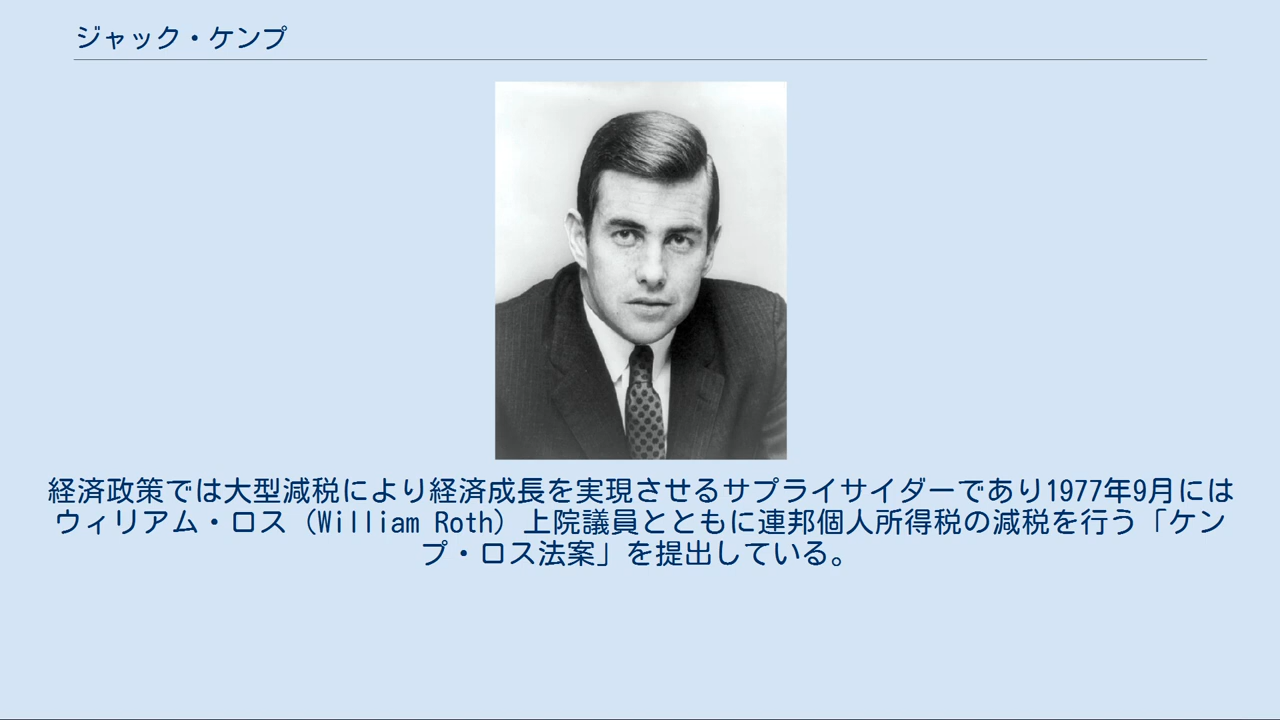 ジャック・ケンプ
経済政策では大型減税により経済成長を実現させるサプライサイダーであり1977年9月には
ウィリアム・ロス（William Roth）上院議員とともに連邦個人所得税の減税を行う「ケン
プ・ロス法案」を提出している。